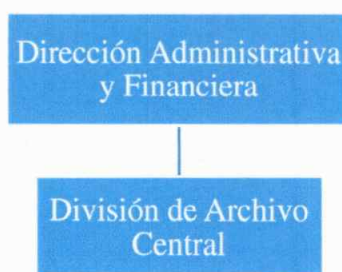 Dirección Administrativa
y Financiera
División de Archivo
Central